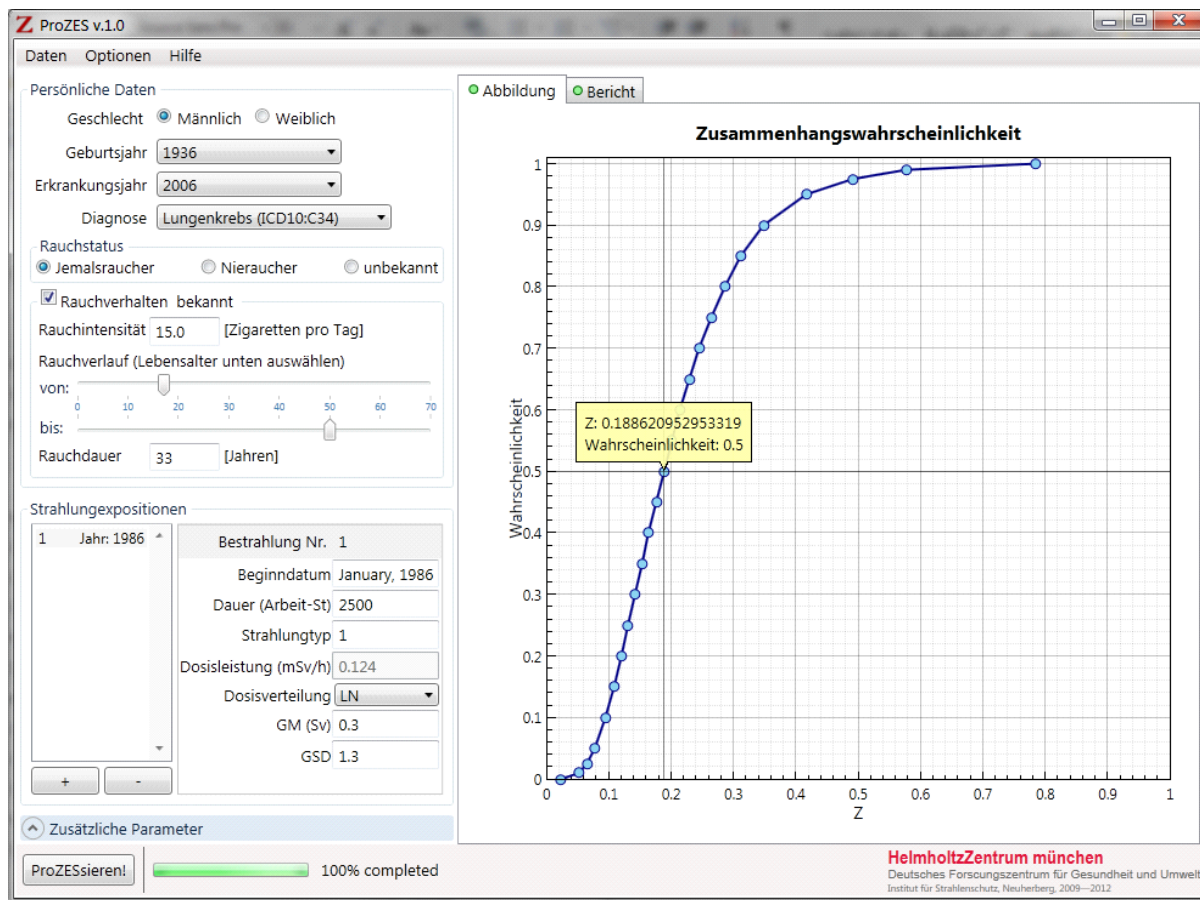 ProZES v.1.0
Daten Optionen Hilfe
Persönliche Daten
Geschlecht Männlich Weiblich
Geburtsjahr 1936
Erkrankungsjahr 2006
Diagnose Lungenkrebs (ICD10:C34)
Rauchstatus
Jemalsraucher Nieraucher unbekannt
Rauchverhalten bekannt
Rauchintensität 15.0 [Zigaretten pro Tag]
Rauchverlauf (Lebensalter unten auswählen)
von:
0 10 20 30 40 50 60 70
bis:
Rauchdauer 33 [Jahren]
Strahlungexpositionen
1 Jahr: 1986
Bestrahlung Nr. 1
Beginndatum January, 1986
Dauer (Arbeit-St) 2500
Strahlungtyp 1
Dosisleistung (mSv/h) 0.124
Dosisverteilung LN
GM (Sv) 0.3
GSD 1.3
+ -
Zusätzliche Parameter
ProZESsieren! 100% completed
Abbildung Bericht
Zusammenhangswahrscheinlichkeit
1
0.9
0.8
0.7
0.6
0.5
0.4
0.3
0.2
0.1
0
Wahrscheinlichkeit
Z: 0.188620952953319
Wahrscheinlichkeit: 0.5
0 0.1 0.2 0.3 0.4 0.5 0.6 0.7 0.8 0.9 1
Z
HelmholtzZentrum münchen
Deutsches Forscungszentrum für Gesundheit und Umwelt
Institut für Strahlenschutz, Neuherberg, 2009—2012